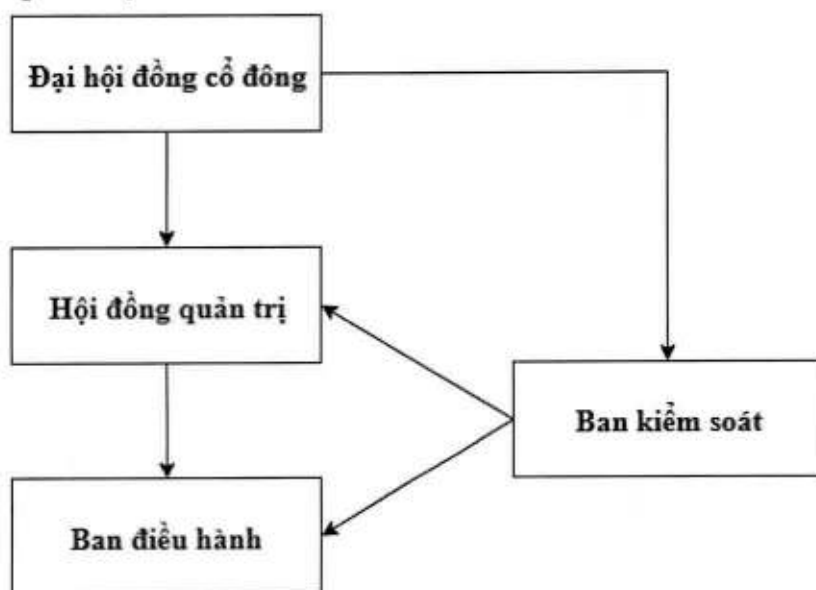 Đại hội đồng cổ đông
Hội đồng quản trị
Ban kiểm soát
Ban điều hành